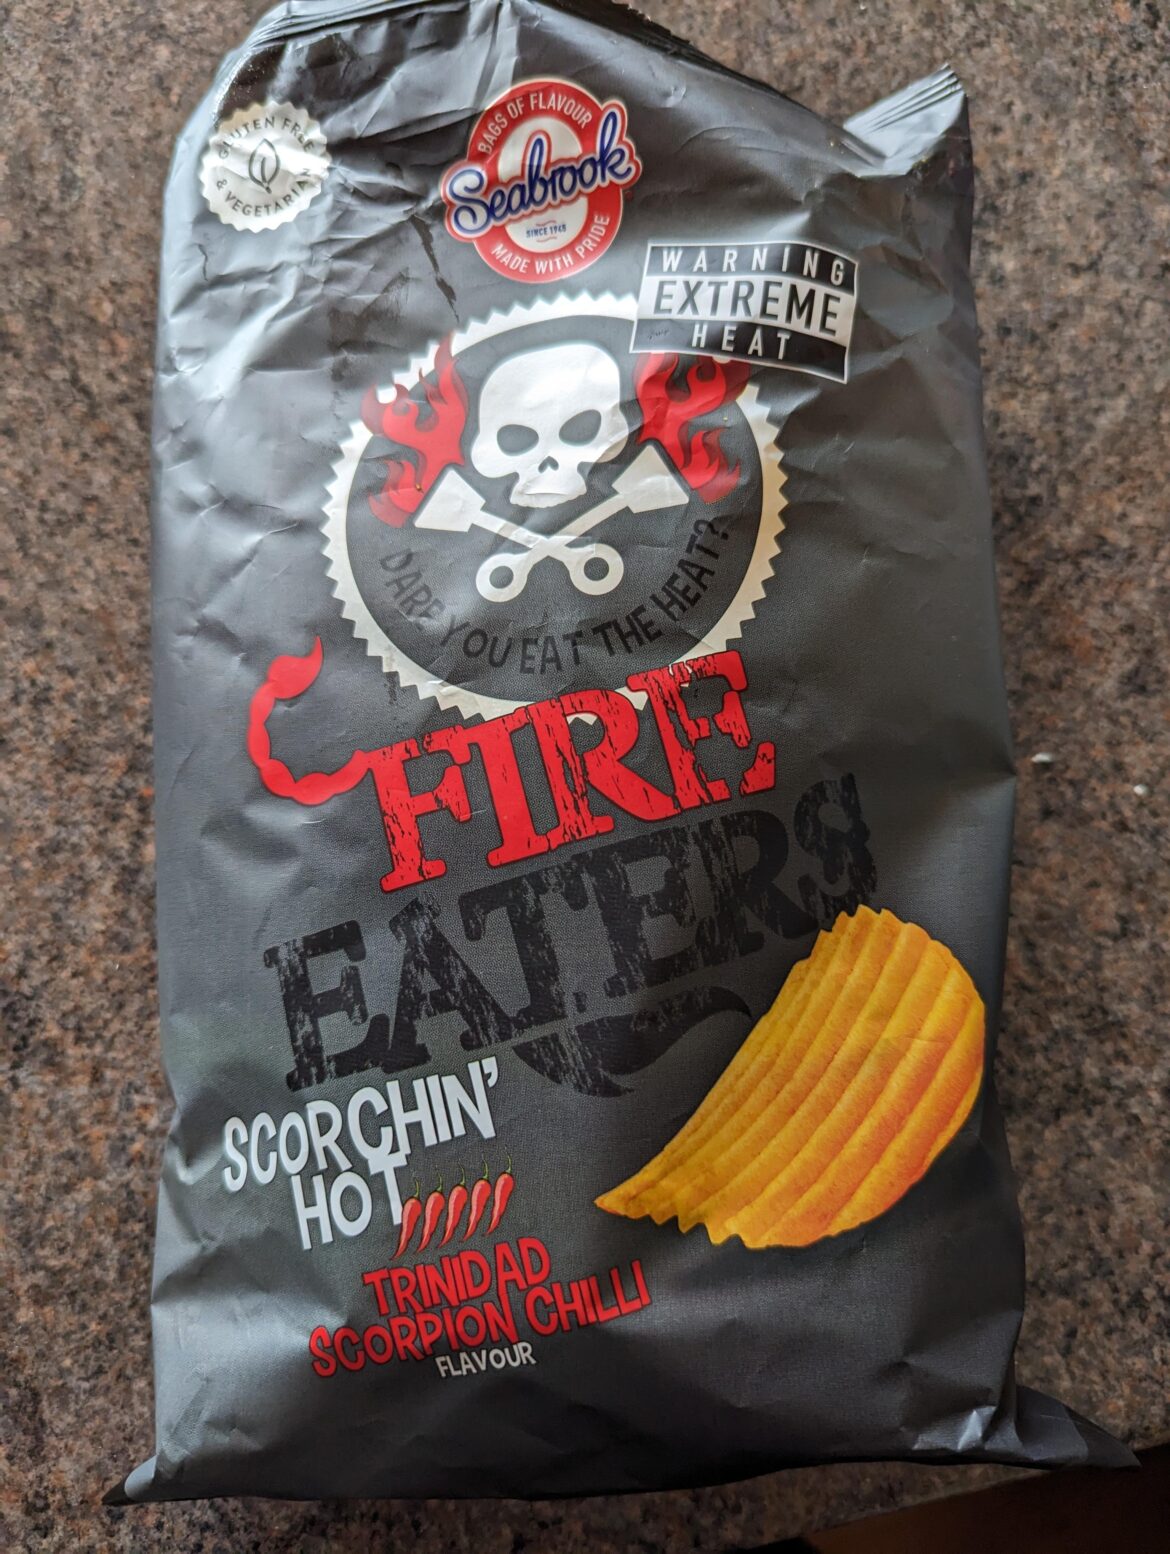 GLUTEN FREE
& VEGETARIAN
BAGS OF FLAVOUR
Seabrook
SINCE 1945
MADE WITH PRIDE
WARNING
EXTREME
HEAT
DARE YOU EAT THE HEAT?
FIRE
EATERS
SCORCHIN'
HOT
TRINIDAD
SCORPION CHILLI
FLAVOUR